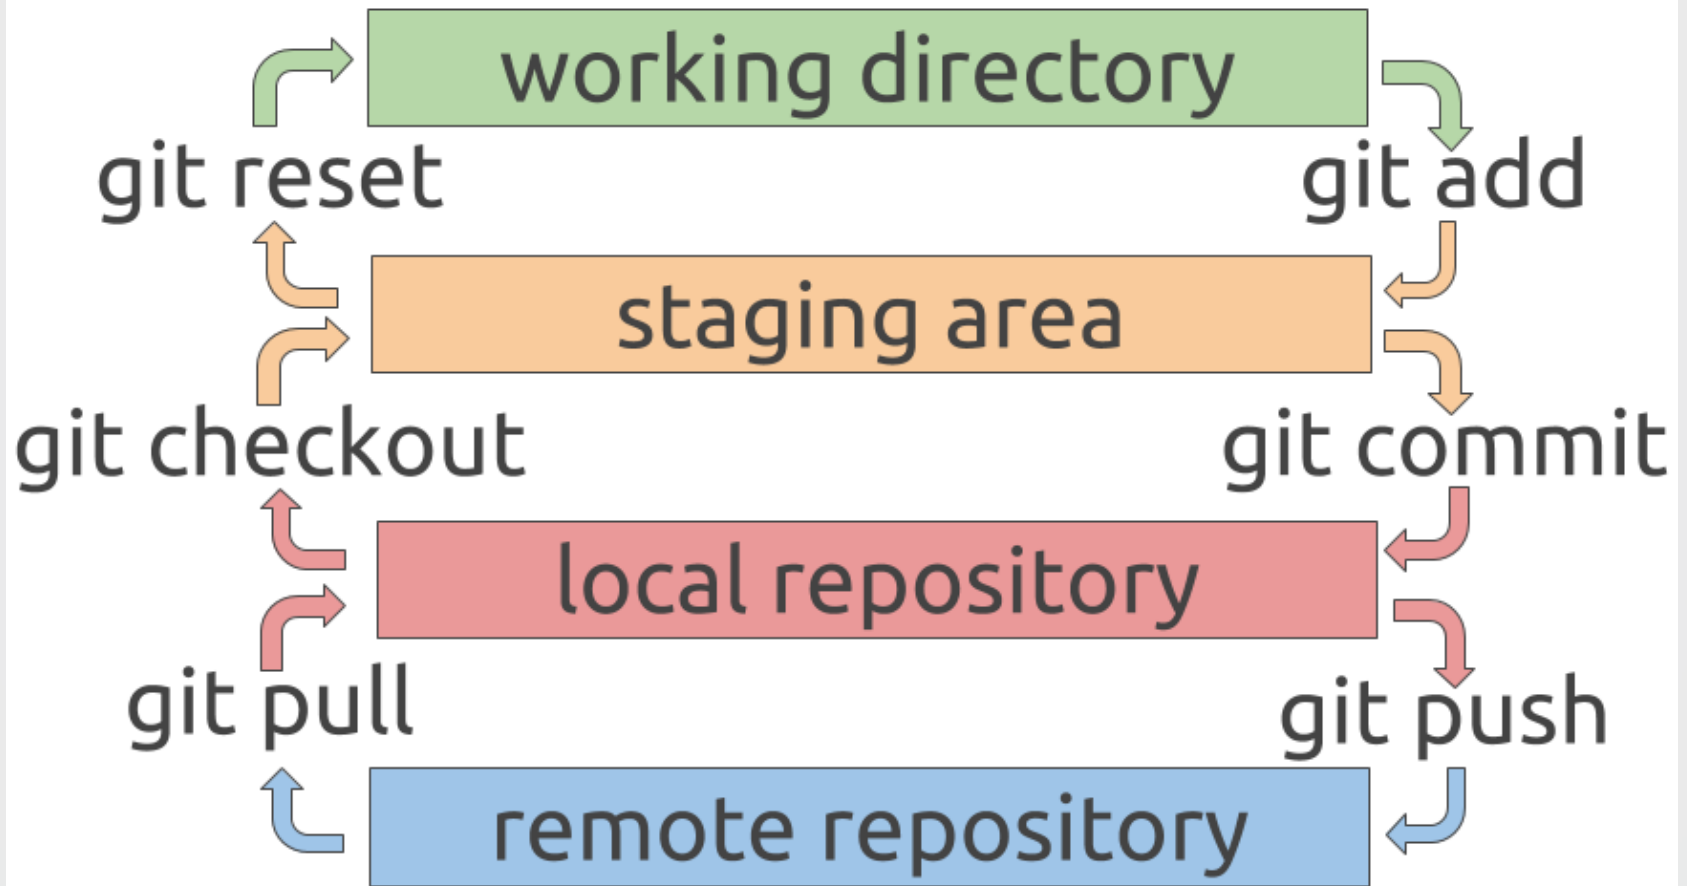 working directory
git reset
git add
staging area
git checkout
git commit
local repository
git pull
git push
remote repository